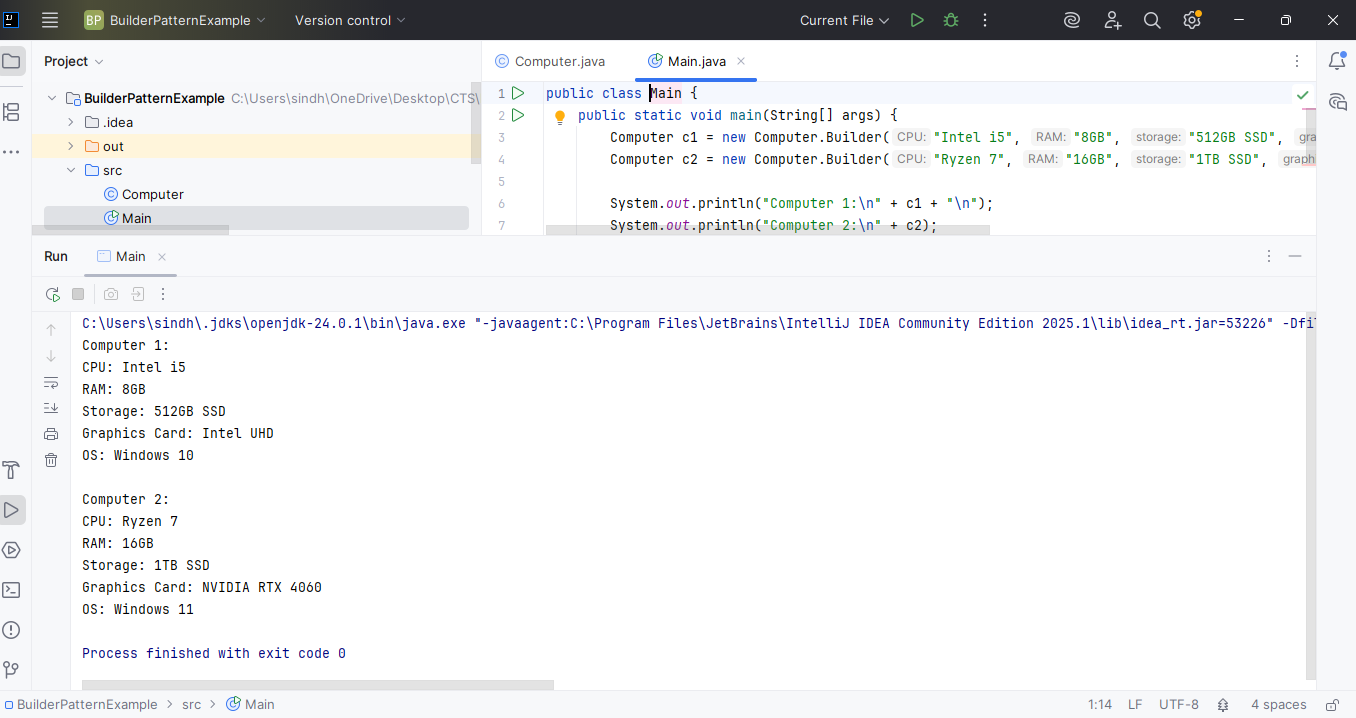 BP BuilderPatternExample Version control Current File
Project
Computer.java Main.java
BuilderPatternExample C:\Users\sindh\OneDrive\Desktop\CTS\
.idea
out
src
Computer
Main
1 public class Main {
2 public static void main(String[] args) {
3 Computer c1 = new Computer.Builder( CPU: "Intel i5", RAM: "8GB", storage: "512GB SSD", gra
4 Computer c2 = new Computer.Builder( CPU: "Ryzen 7", RAM: "16GB", storage: "1TB SSD", graph
5
6 System.out.println("Computer 1:\n" + c1 + "\n");
7 System.out.println("Computer 2:\n" + c2);
Run Main
C:\Users\sindh\.jdks\openjdk-24.0.1\bin\java.exe "-javaagent:C:\Program Files\JetBrains\IntelliJ IDEA Community Edition 2025.1\lib\idea_rt.jar=53226" -Dfil
Computer 1:
CPU: Intel i5
RAM: 8GB
Storage: 512GB SSD
Graphics Card: Intel UHD
OS: Windows 10
Computer 2:
CPU: Ryzen 7
RAM: 16GB
Storage: 1TB SSD
Graphics Card: NVIDIA RTX 4060
OS: Windows 11
Process finished with exit code 0
BuilderPatternExample > src > Main 1:14 LF UTF-8 4 spaces